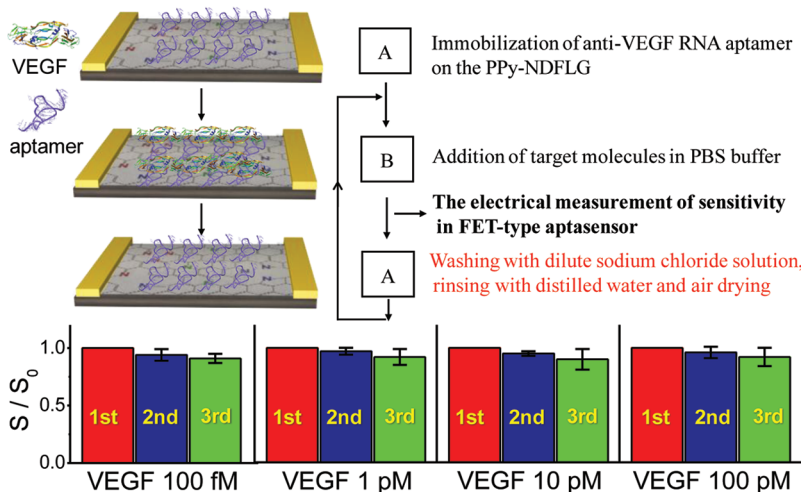 VEGF
aptamer
A
Immobilization of anti-VEGF RNA aptamer
on the PPy-NDFLG
B
Addition of target molecules in PBS buffer
The electrical measurement of sensitivity
in FET-type aptasensor
A
Washing with dilute sodium chloride solution,
rinsing with distilled water and air drying
S / S0
1.0
0.5
0.0
1st 2nd 3rd
1st 2nd 3rd
1st 2nd 3rd
1st 2nd 3rd
VEGF 100 fM
VEGF 1 pM
VEGF 10 pM
VEGF 100 pM